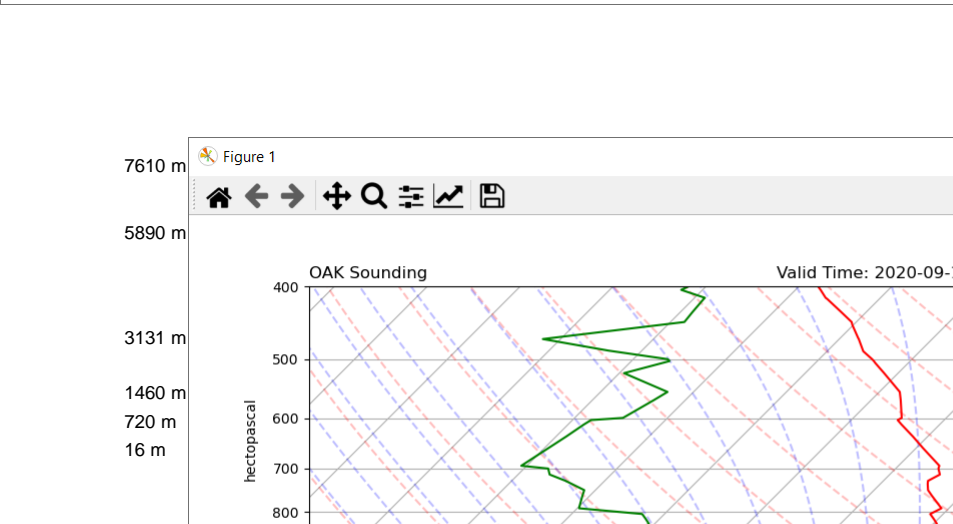 7610 m
Figure 1
5890 m
OAK Sounding
Valid Time: 2020-09-
400
3131 m
500
1460 m
hectopascal
600
720 m
16 m
700
800